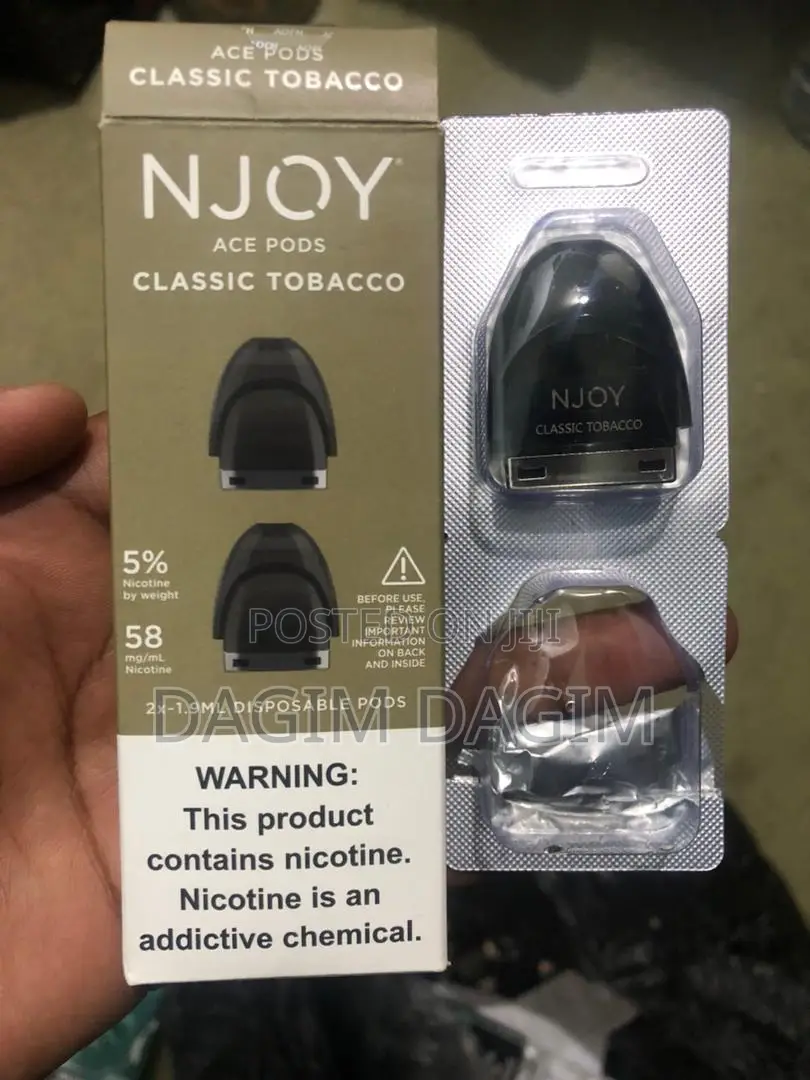 ACE PODS
CLASSIC TOBACCO
NJOY
ACE PODS
CLASSIC TOBACCO
5%
Nicotine
by weight
58
mg/mL
Nicotine
BEFORE USE,
PLEASE
REVIEW
IMPORTANT
INFORMATION
ON BACK
AND INSIDE
2x-1.9ML DISPOSABLE PODS
WARNING:
This product
contains nicotine.
Nicotine is an
addictive chemical.
NJOY
CLASSIC TOBACCO
POSTED ON JIJI
DAGIM DAGIM